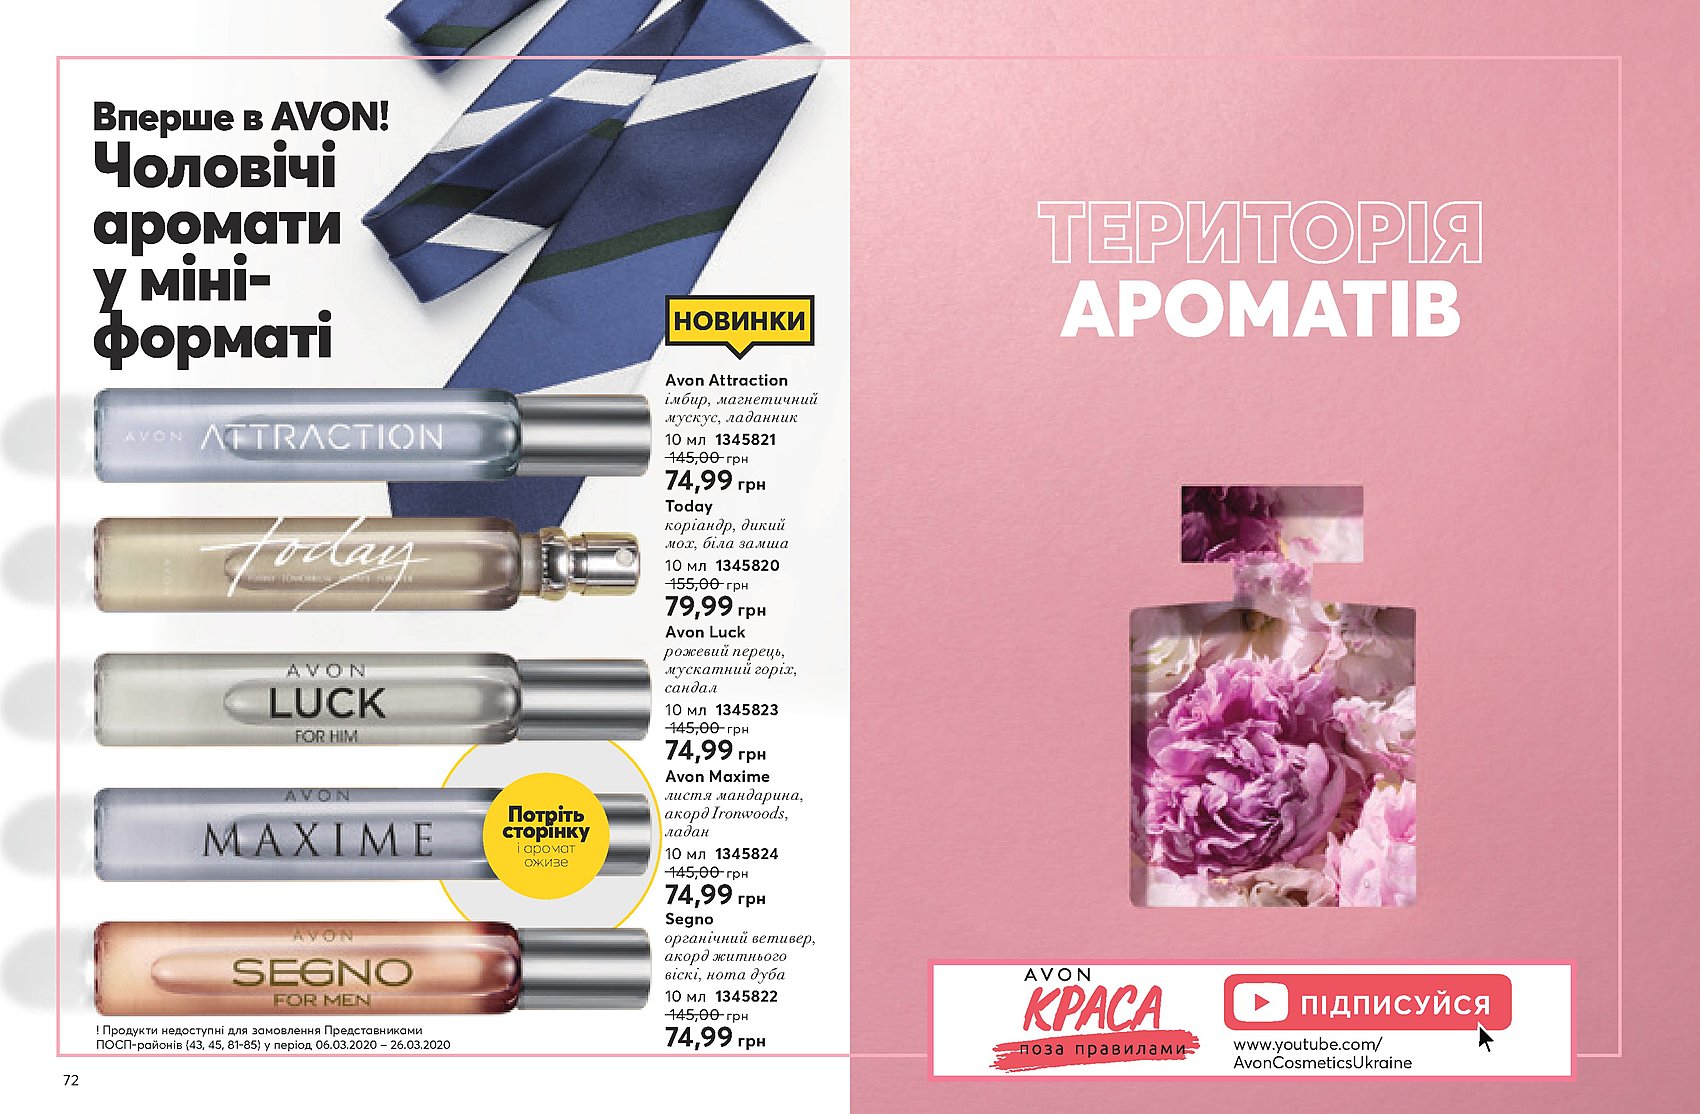 Вперше в AVON!
Чоловічі
аромати
у міні-
форматі
НОВИНКИ
AVON ATTRACTION
today
AVON
LUCK
FOR HIM
AVON
MAXIME
Потріть
сторінку
і аромат
оживе
AVON
SEGNO
FOR MEN
Avon Attraction
імбир, магнетичний
мускус, ладанник
10 мл 1345821
145,00 грн
74,99 грн
Today
коріандр, дикий
мох, біла замша
10 мл 1345820
155,00 грн
79,99 грн
Avon Luck
рожевий перець,
мускатний горіх,
сандал
10 мл 1345823
145,00 грн
74,99 грн
Avon Maxime
листя мандарина,
акорд Ironwoods,
ладан
10 мл 1345824
145,00 грн
74,99 грн
Segno
органічний ветивер,
акорд житнього
віскі, нота дуба
10 мл 1345822
145,00 грн
74,99 грн
! Продукти недоступні для замовлення Представниками
ПОСП-районів (43, 45, 81-85) у період 06.03.2020 – 26.03.2020
72
ТЕРИТОРІЯ
АРОМАТІВ
AVON
КРАСА
поза правилами
ПІДПИСУЙСЯ
www.youtube.com/
AvonCosmeticsUkraine